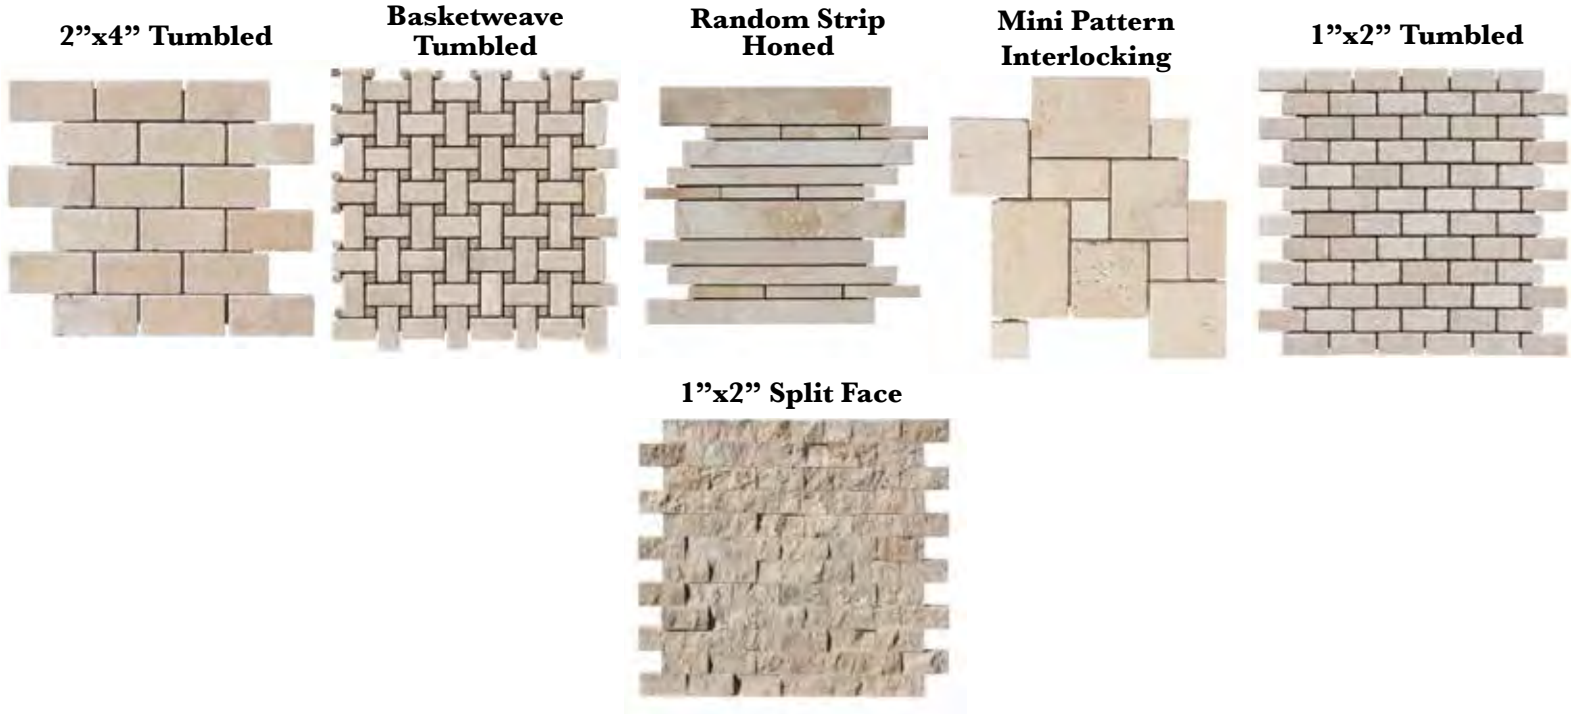 2”x4” Tumbled
Basketweave
Tumbled
Random Strip
Honed
Mini Pattern
Interlocking
1”x2” Tumbled
1”x2” Split Face